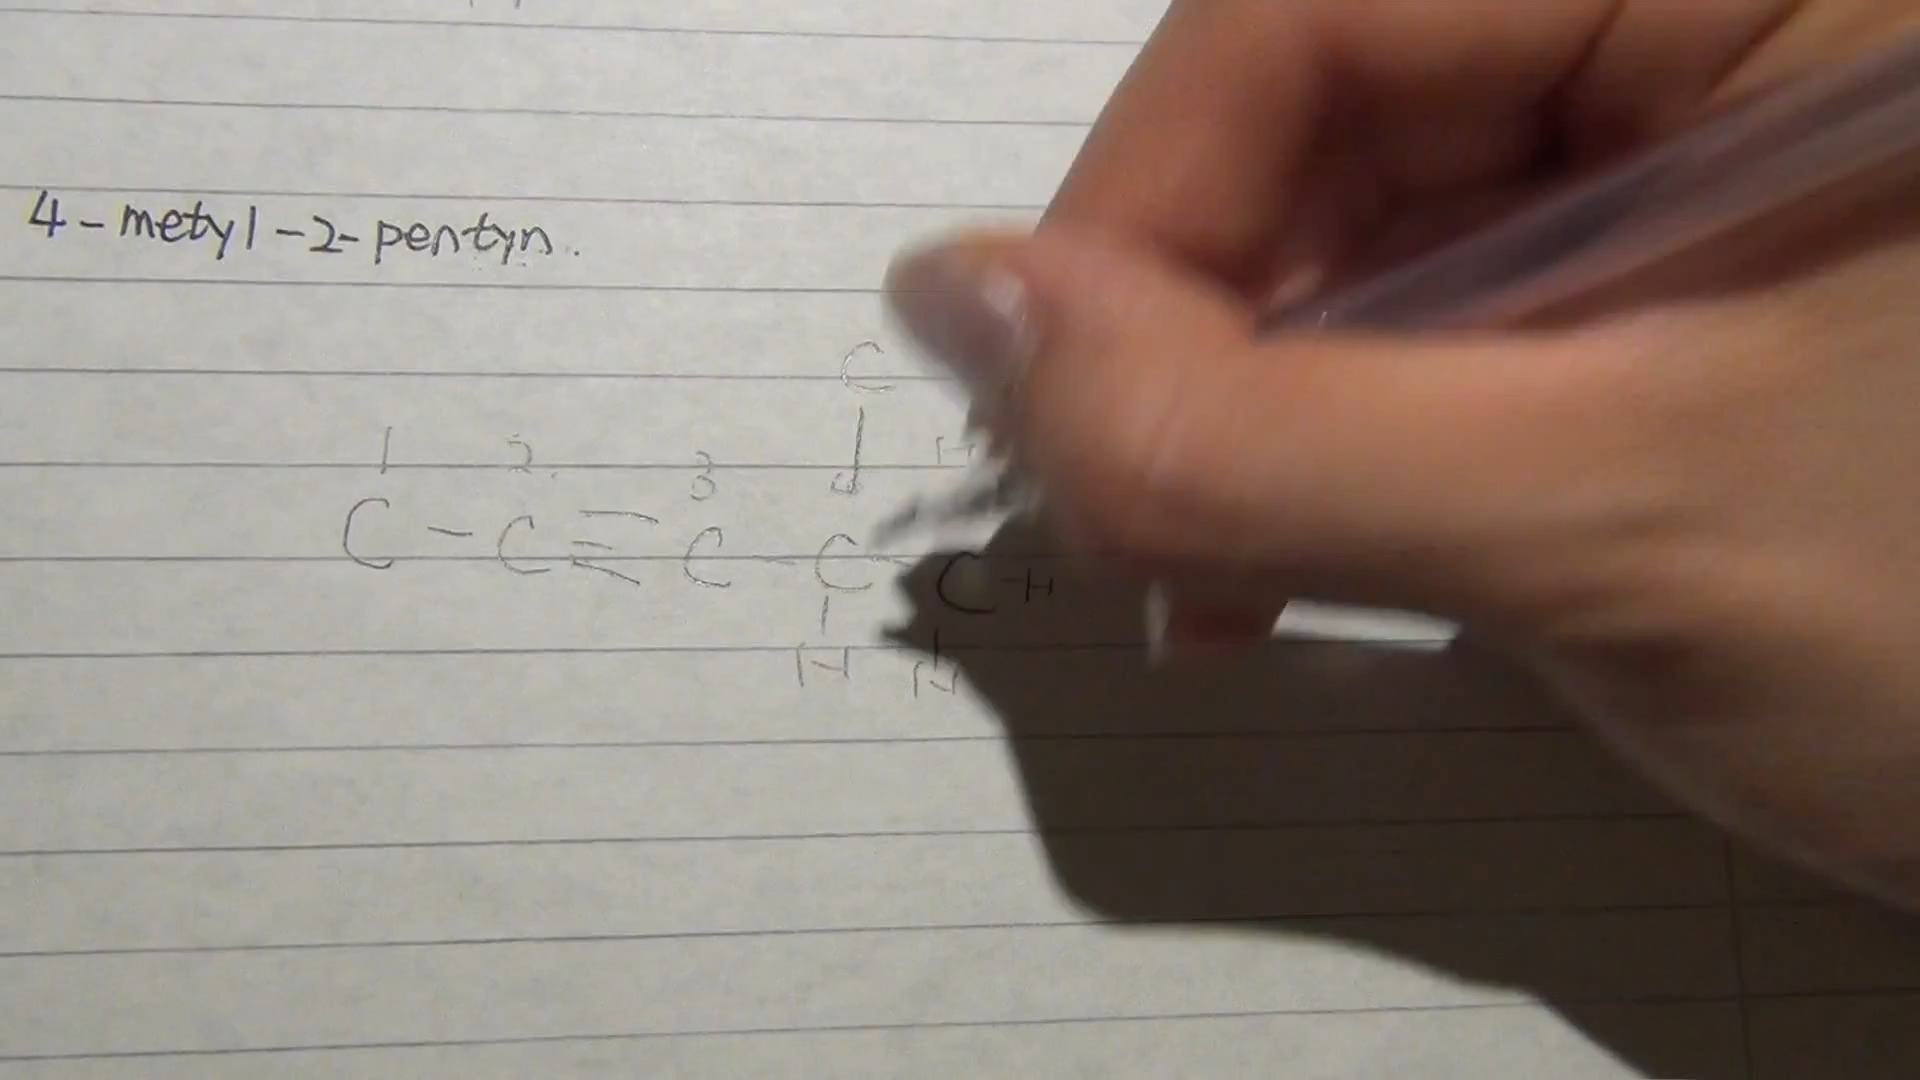 4-metyl-2-pentyn.
C
1 2. 3 H
C - C ≡ C - C - C - H
H H